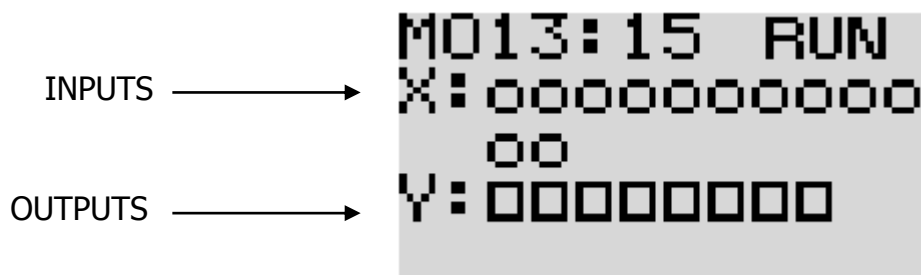 MO13:15 RUN
INPUTS
X:oooooooooo
oo
OUTPUTS
Y:□□□□□□□□